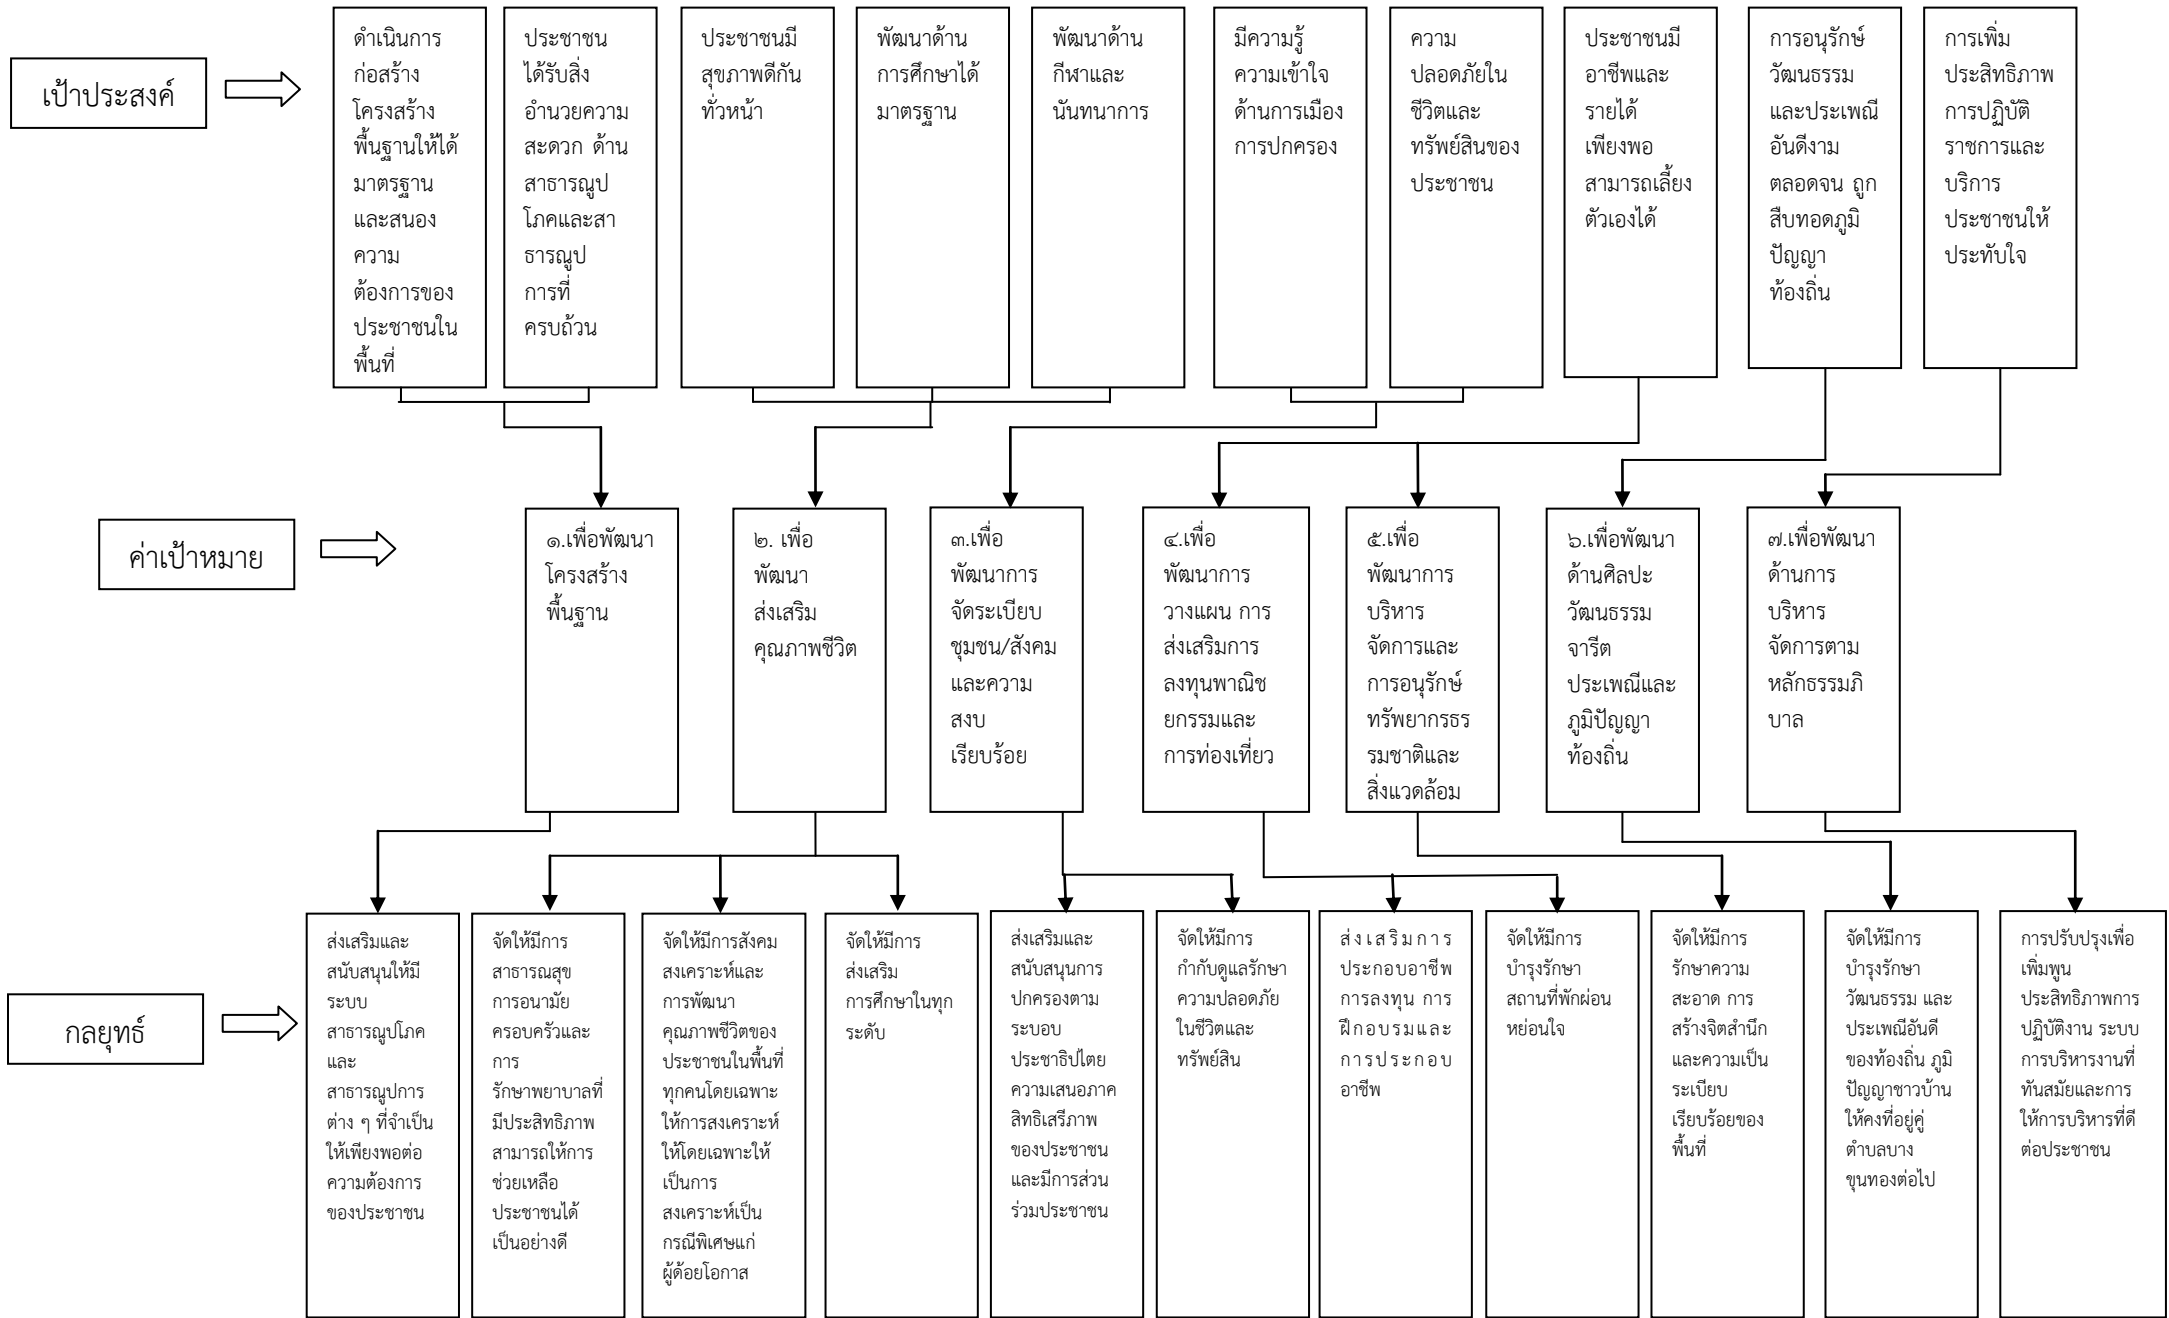 เป้าประสงค์
ดำเนินการ
ก่อสร้าง
โครงสร้าง
พื้นฐานให้ได้
มาตรฐาน
และสนอง
ความ
ต้องการของ
ประชาชนใน
พื้นที่
ประชาชน
ได้รับสิ่ง
อำนวยความ
สะดวก ด้าน
สาธารณูป
โภคและสา
ธารณูป
การที่
ครบถ้วน
ประชาชนมี
สุขภาพดีกัน
ทั่วหน้า
พัฒนาด้าน
การศึกษาได้
มาตรฐาน
พัฒนาด้าน
กีฬาและ
นันทนาการ
มีความรู้
ความเข้าใจ
ด้านการเมือง
การปกครอง
ความ
ปลอดภัยใน
ชีวิตและ
ทรัพย์สินของ
ประชาชน
ประชาชนมี
อาชีพและ
รายได้
เพียงพอ
สามารถเลี้ยง
ตัวเองได้
การอนุรักษ์
วัฒนธรรม
และประเพณี
อันดีงาม
ตลอดจน ถูก
สืบทอดภูมิ
ปัญญา
ท้องถิ่น
การเพิ่ม
ประสิทธิภาพ
การปฏิบัติ
ราชการและ
บริการ
ประชาชนให้
ประทับใจ
ค่าเป้าหมาย
๑.เพื่อพัฒนา
โครงสร้าง
พื้นฐาน
๒. เพื่อ
พัฒนา
ส่งเสริม
คุณภาพชีวิต
๓.เพื่อ
พัฒนาการ
จัดระเบียบ
ชุมชน/สังคม
และความ
สงบ
เรียบร้อย
๔.เพื่อ
พัฒนาการ
วางแผน การ
ส่งเสริมการ
ลงทุนพาณิช
ยกรรมและ
การท่องเที่ยว
๕.เพื่อ
พัฒนาการ
บริหาร
จัดการและ
การอนุรักษ์
ทรัพยากรธร
รมชาติและ
สิ่งแวดล้อม
๖.เพื่อพัฒนา
ด้านศิลปะ
วัฒนธรรม
จารีต
ประเพณีและ
ภูมิปัญญา
ท้องถิ่น
๗.เพื่อพัฒนา
ด้านการ
บริหาร
จัดการตาม
หลักธรรมภิ
บาล
กลยุทธ์
ส่งเสริมและ
สนับสนุนให้มี
ระบบ
สาธารณูปโภค
และ
สาธารณูปการ
ต่าง ๆ ที่จำเป็น
ให้เพียงพอต่อ
ความต้องการ
ของประชาชน
จัดให้มีการ
สาธารณสุข
การอนามัย
ครอบครัวและ
การ
รักษาพยาบาลที่
มีประสิทธิภาพ
สามารถให้การ
ช่วยเหลือ
ประชาชนได้
เป็นอย่างดี
จัดให้มีการสังคม
สงเคราะห์และ
การพัฒนา
คุณภาพชีวิตของ
ประชาชนในพื้นที่
ทุกคนโดยเฉพาะ
ให้การสงเคราะห์
ให้โดยเฉพาะให้
เป็นการ
สงเคราะห์เป็น
กรณีพิเศษแก่
ผู้ด้อยโอกาส
จัดให้มีการ
ส่งเสริม
การศึกษาในทุก
ระดับ
ส่งเสริมและ
สนับสนุนการ
ปกครองตาม
ระบอบ
ประชาธิปไตย
ความเสนอภาค
สิทธิเสรีภาพ
ของประชาชน
และมีการส่วน
ร่วมประชาชน
จัดให้มีการ
กำกับดูแลรักษา
ความปลอดภัย
ในชีวิตและ
ทรัพย์สิน
ส่งเสริมการ
ประกอบอาชีพ
การลงทุน การ
ฝึกอบรมและ
การประกอบ
อาชีพ
จัดให้มีการ
บำรุงรักษา
สถานที่พักผ่อน
หย่อนใจ
จัดให้มีการ
รักษาความ
สะอาด การ
สร้างจิตสำนึก
และความเป็น
ระเบียบ
เรียบร้อยของ
พื้นที่
จัดให้มีการ
บำรุงรักษา
วัฒนธรรม และ
ประเพณีอันดี
ของท้องถิ่น ภูมิ
ปัญญาชาวบ้าน
ให้คงที่อยู่คู่
ตำบลบาง
ขุนทองต่อไป
การปรับปรุงเพื่อ
เพิ่มพูน
ประสิทธิภาพการ
ปฏิบัติงาน ระบบ
การบริหารงานที่
ทันสมัยและการ
ให้การบริหารที่ดี
ต่อประชาชน